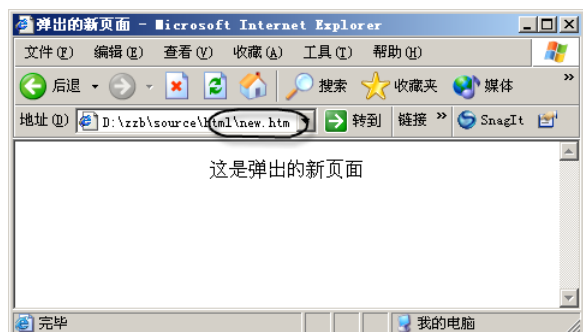 弹出的新页面 - Microsoft Internet Explorer
文件(F) 编辑(E) 查看(V) 收藏(A) 工具(T) 帮助(H)
后退 搜索 收藏夹 媒体 »
地址(D) D:\zzb\source\html\new.htm 转到 链接 » SnagIt
这是弹出的新页面
完毕 我的电脑